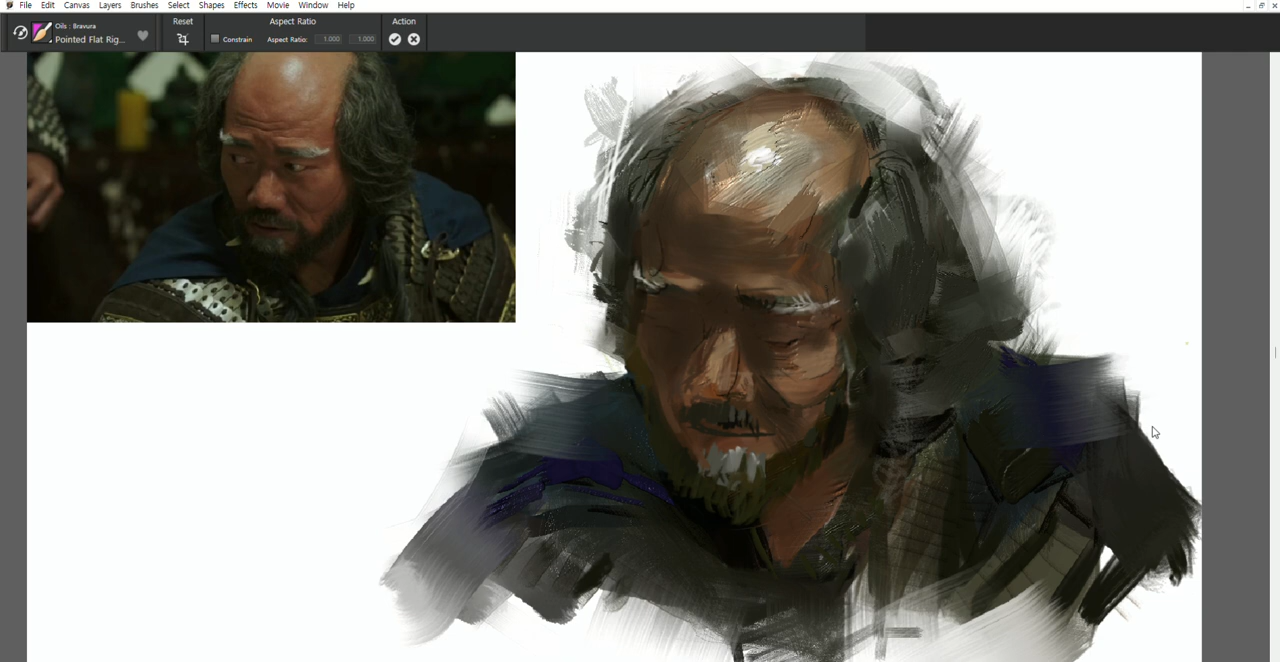 File Edit Canvas Layers Brushes Select Shapes Effects Movie Window Help
Oils : Bravura
Pointed Flat Rig...
Reset
Aspect Ratio
Constrain Aspect Ratio: 1.000 1.000
Action